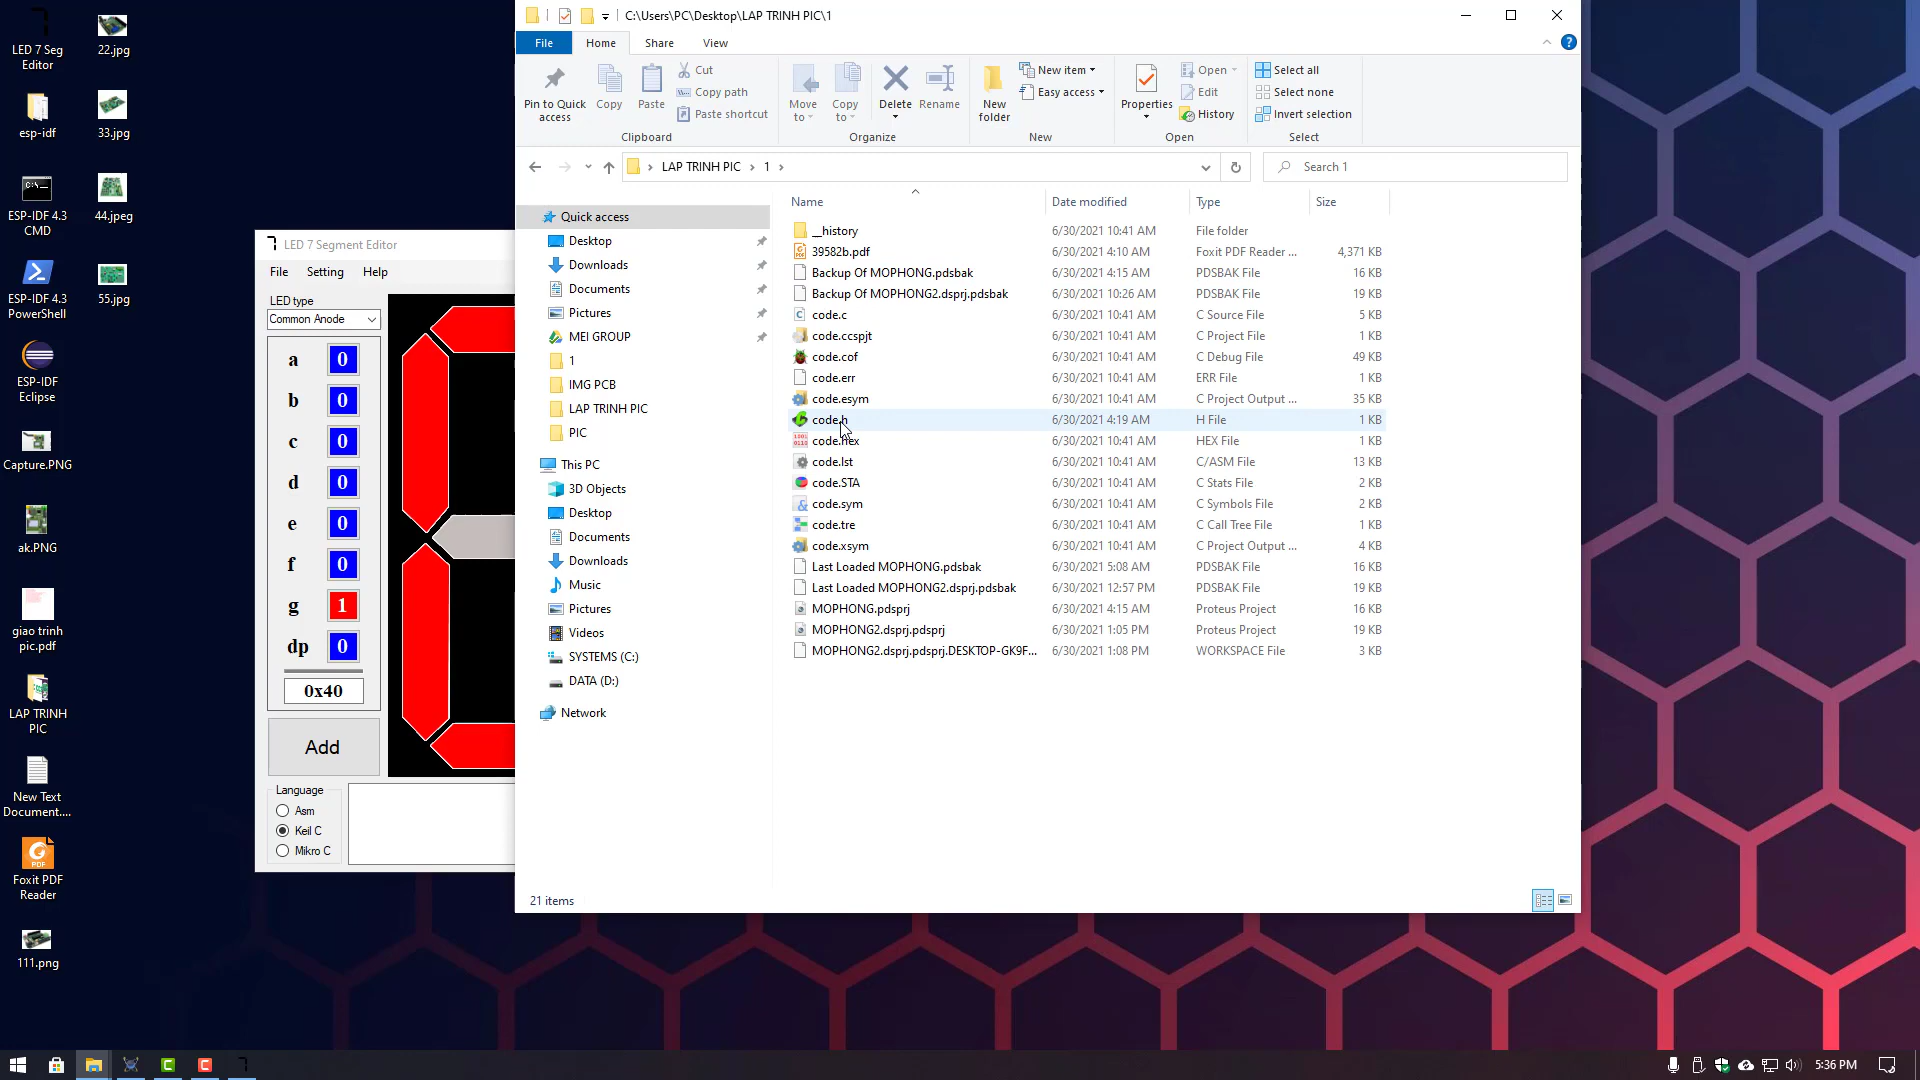 LED 7 Seg
Editor
22.jpg
esp-idf
33.jpg
ESP-IDF 4.3
CMD
44.jpeg
ESP-IDF 4.3
PowerShell
55.jpg
ESP-IDF
Eclipse
Capture.PNG
ak.PNG
giao trinh
pic.pdf
LAP TRINH
PIC
New Text
Document....
Foxit PDF
Reader
111.png
LED 7 Segment Editor
File Setting Help
LED type
Common Anode
a 0
b 0
c 0
d 0
e 0
f 0
g 1
dp 0
0x40
Add
Language
Asm
Keil C
Mikro C
C:\Users\PC\Desktop\LAP TRINH PIC\1
File Home Share View
Pin to Quick
access
Copy
Paste
Cut
Copy path
Paste shortcut
Clipboard
Move
to
Copy
to
Delete
Rename
Organize
New
folder
New item
Easy access
New
Properties
Open
Edit
History
Open
Select all
Select none
Invert selection
Select
LAP TRINH PIC > 1 >
Search 1
Quick access
Desktop
Downloads
Documents
Pictures
MEI GROUP
1
IMG PCB
LAP TRINH PIC
PIC
This PC
3D Objects
Desktop
Documents
Downloads
Music
Pictures
Videos
SYSTEMS (C:)
DATA (D:)
Network
Name Date modified Type Size
__history 6/30/2021 10:41 AM File folder
39582b.pdf 6/30/2021 4:10 AM Foxit PDF Reader ... 4,371 KB
Backup Of MOPHONG.pdsbak 6/30/2021 4:15 AM PDSBAK File 16 KB
Backup Of MOPHONG2.dsprj.pdsbak 6/30/2021 10:26 AM PDSBAK File 19 KB
code.c 6/30/2021 10:41 AM C Source File 5 KB
code.ccspjt 6/30/2021 10:41 AM C Project File 1 KB
code.cof 6/30/2021 10:41 AM C Debug File 49 KB
code.err 6/30/2021 10:41 AM ERR File 1 KB
code.esym 6/30/2021 10:41 AM C Project Output ... 35 KB
code.h 6/30/2021 4:19 AM H File 1 KB
code.hex 6/30/2021 10:41 AM HEX File 1 KB
code.lst 6/30/2021 10:41 AM C/ASM File 13 KB
code.STA 6/30/2021 10:41 AM C Stats File 2 KB
code.sym 6/30/2021 10:41 AM C Symbols File 2 KB
code.tre 6/30/2021 10:41 AM C Call Tree File 1 KB
code.xsym 6/30/2021 10:41 AM C Project Output ... 4 KB
Last Loaded MOPHONG.pdsbak 6/30/2021 5:08 AM PDSBAK File 16 KB
Last Loaded MOPHONG2.dsprj.pdsbak 6/30/2021 12:57 PM PDSBAK File 19 KB
MOPHONG.pdsprj 6/30/2021 4:15 AM Proteus Project 16 KB
MOPHONG2.dsprj.pdsprj 6/30/2021 1:05 PM Proteus Project 19 KB
MOPHONG2.dsprj.pdsprj.DESKTOP-GK9F... 6/30/2021 1:08 PM WORKSPACE File 3 KB
21 items
5:36 PM